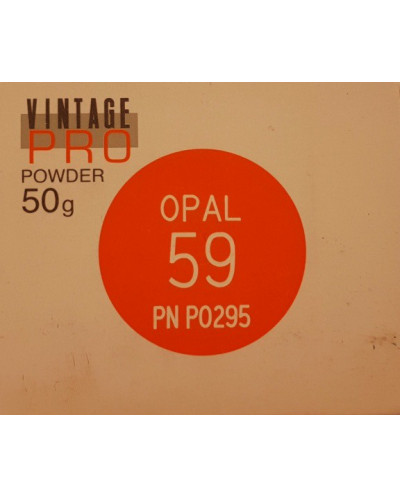 VINTAGE
PRO
POWDER
50g
OPAL
59
PN P0295